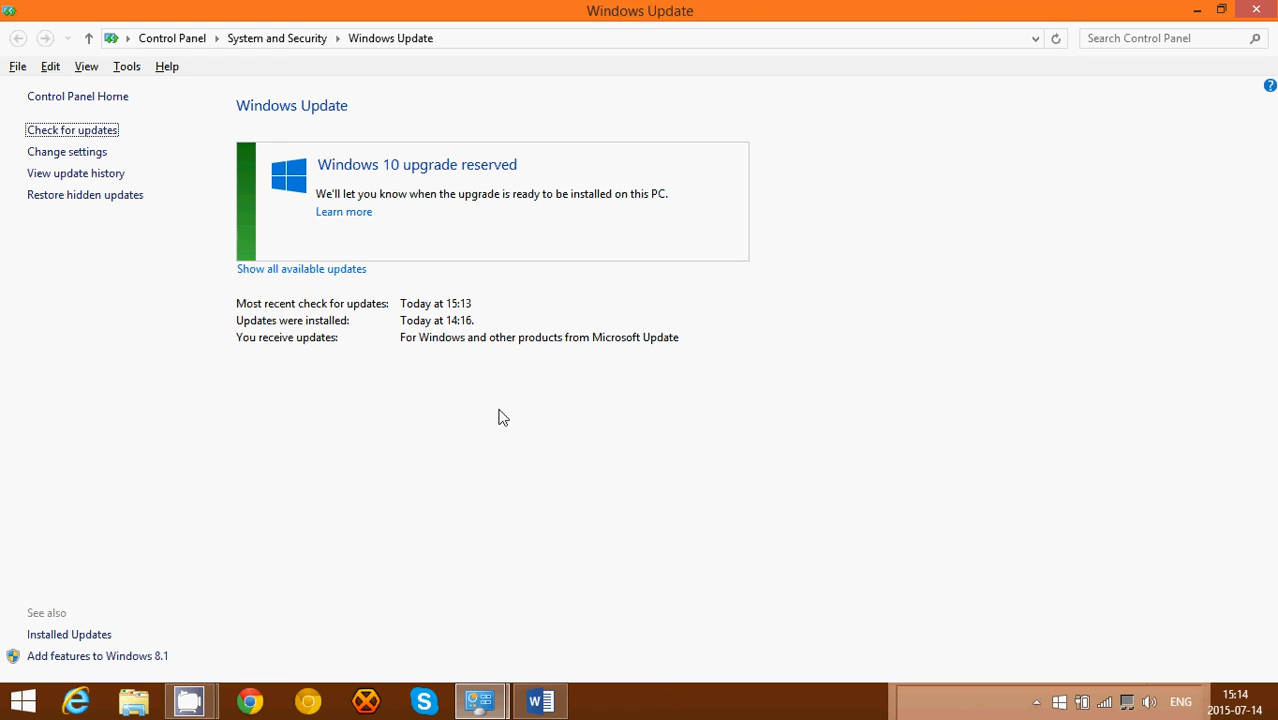 Windows Update
Control Panel System and Security Windows Update
Search Control Panel
File Edit View Tools Help
Control Panel Home
Check for updates
Change settings
View update history
Restore hidden updates
Windows Update
Windows 10 upgrade reserved
We'll let you know when the upgrade is ready to be installed on this PC.
Learn more
Show all available updates
Most recent check for updates: Today at 15:13
Updates were installed: Today at 14:16.
You receive updates: For Windows and other products from Microsoft Update
See also
Installed Updates
Add features to Windows 8.1
ENG
15:14
2015-07-14